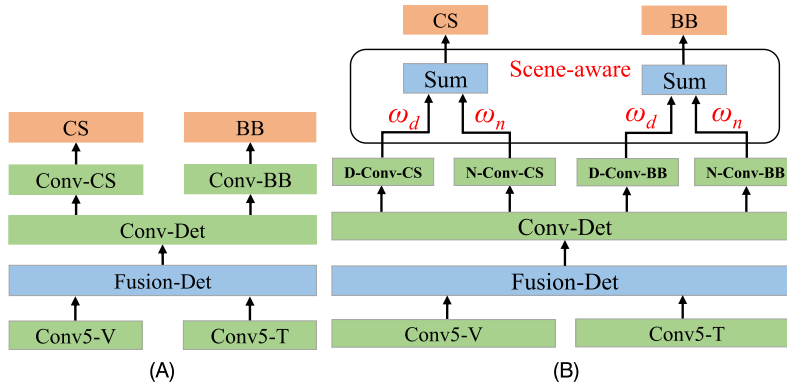 CS
BB
Conv-CS
Conv-BB
Conv-Det
Fusion-Det
Conv5-V
Conv5-T
(A)
CS
BB
Scene-aware
Sum
Sum
ω_d
ω_n
ω_d
ω_n
D-Conv-CS
N-Conv-CS
D-Conv-BB
N-Conv-BB
Conv-Det
Fusion-Det
Conv5-V
Conv5-T
(B)